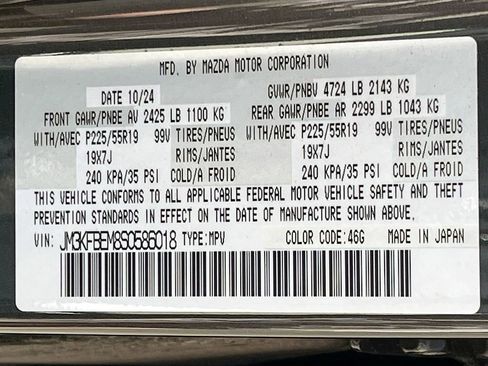 MFD. BY MAZDA MOTOR CORPORATION
DATE 10/24 GVWR/PNBV 4724 LB 2143 KG
FRONT GAWR/PNBE AV 2425 LB 1100 KG REAR GAWR/PNBE AR 2299 LB 1043 KG
WITH/AVEC P225/55R19 99V TIRES/PNEUS WITH/AVEC P225/55R19 99V TIRES/PNEUS
19X7J RIMS/JANTES 19X7J RIMS/JANTES
240 KPA/35 PSI COLD/A FROID 240 KPA/35 PSI COLD/A FROID
THIS VEHICLE CONFORMS TO ALL APPLICABLE FEDERAL MOTOR VEHICLE SAFETY AND THEFT
PREVENTION STANDARDS IN EFFECT ON THE DATE OF MANUFACTURE SHOWN ABOVE.
VIN: JM3KFBEM8S0586018 TYPE:MPV COLOR CODE:46G MADE IN JAPAN